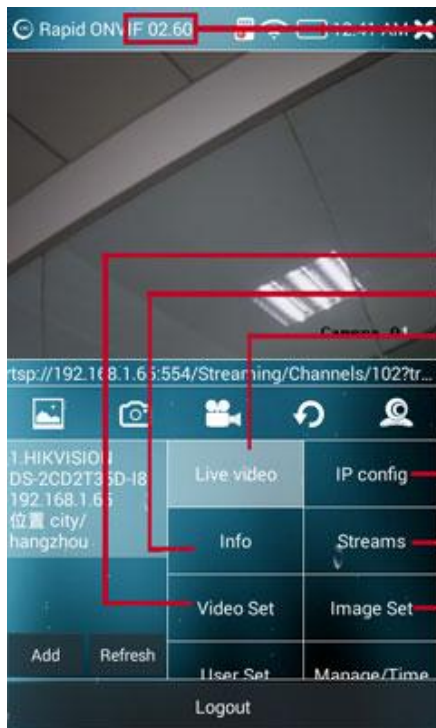 Rapid ONVIF 02.60 12:41 AM
Camera 01
rtsp://192.168.1.65:554/Streaming/Channels/102?tr...
1.HIKVISION
DS-2CD2T35D-I8
192.168.1.65
位置 city/
hangzhou
Live video
IP config
Info
Streams
Video Set
Image Set
Add
Refresh
User Set
Manage/Time
Logout